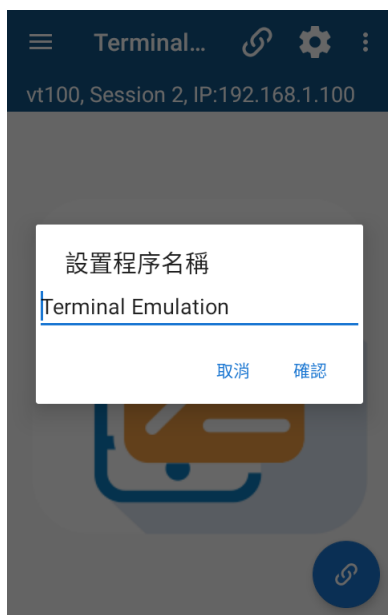 Terminal...
vt100, Session 2, IP:192.168.1.100
設置程序名稱
Terminal Emulation
取消 確認